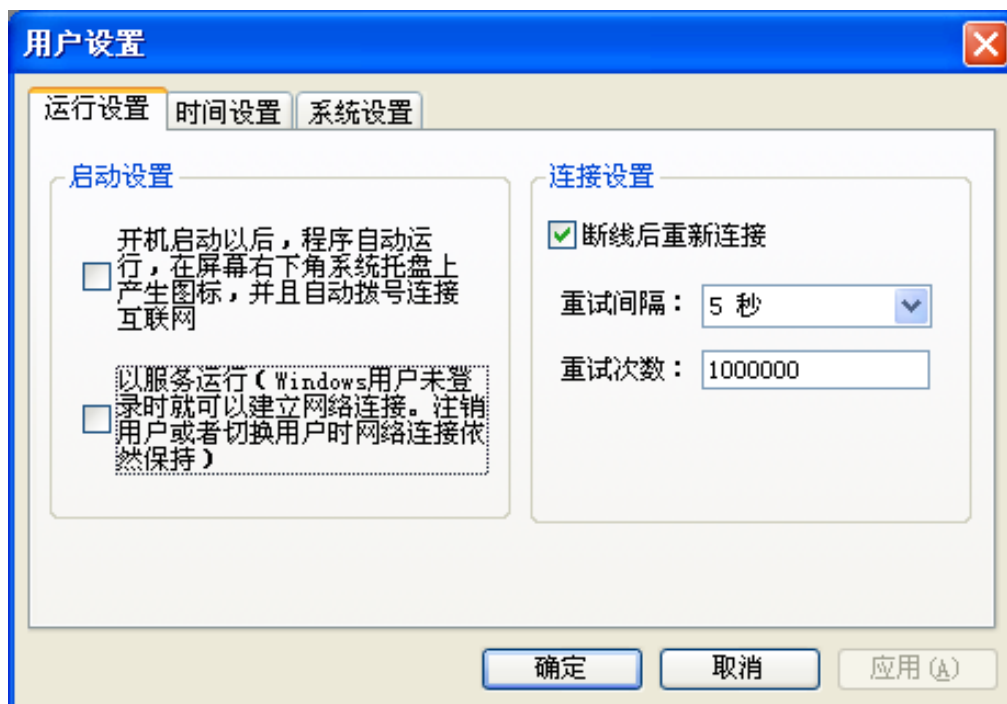 用户设置
运行设置 时间设置 系统设置
启动设置
开机启动以后，程序自动运
行，在屏幕右下角系统托盘上
产生图标，并且自动拨号连接
互联网
以服务运行(Windows用户未登
录时就可以建立网络连接。注销
用户或者切换用户时网络连接依
然保持)
连接设置
断线后重新连接
重试间隔： 5 秒
重试次数： 1000000
确定 取消 应用(A)